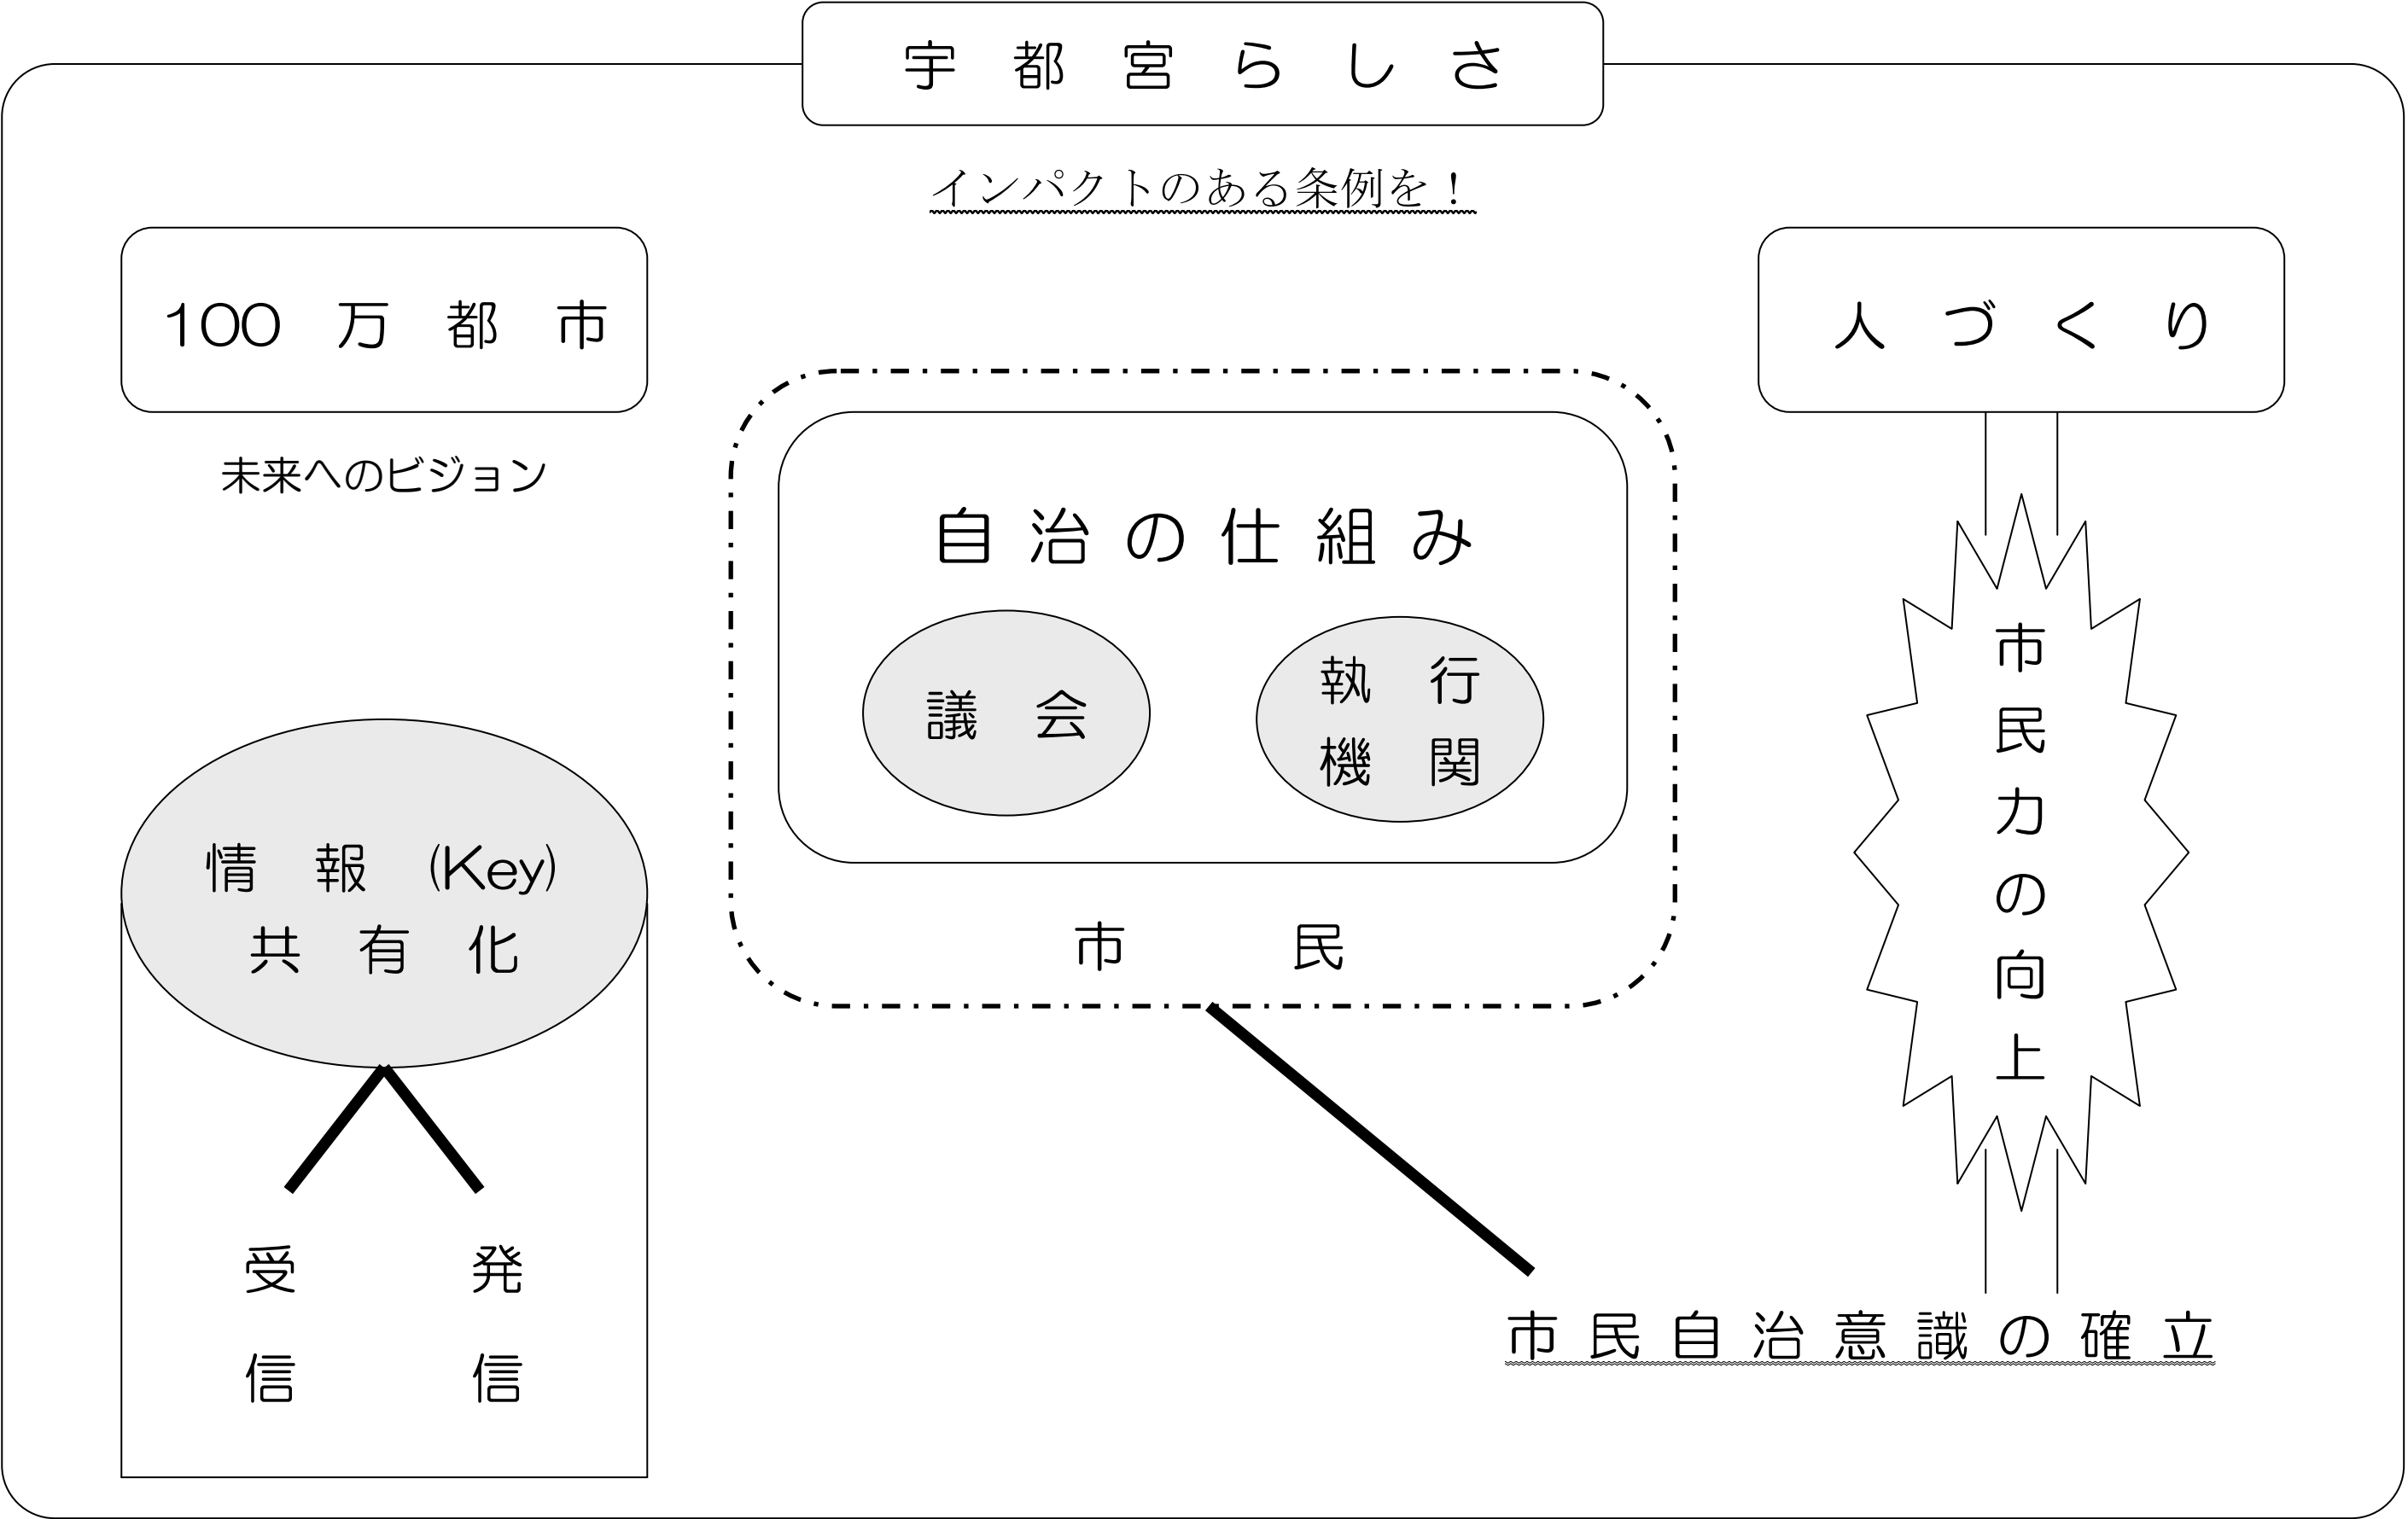 宇都宮らしさ
インパクトのある条例を！
100万都市
未来へのビジョン
人づくり
自治の仕組み
議会
執行
機関
市民
情報(Key)
共有化
受信
発信
市民力の向上
市民自治意識の確立